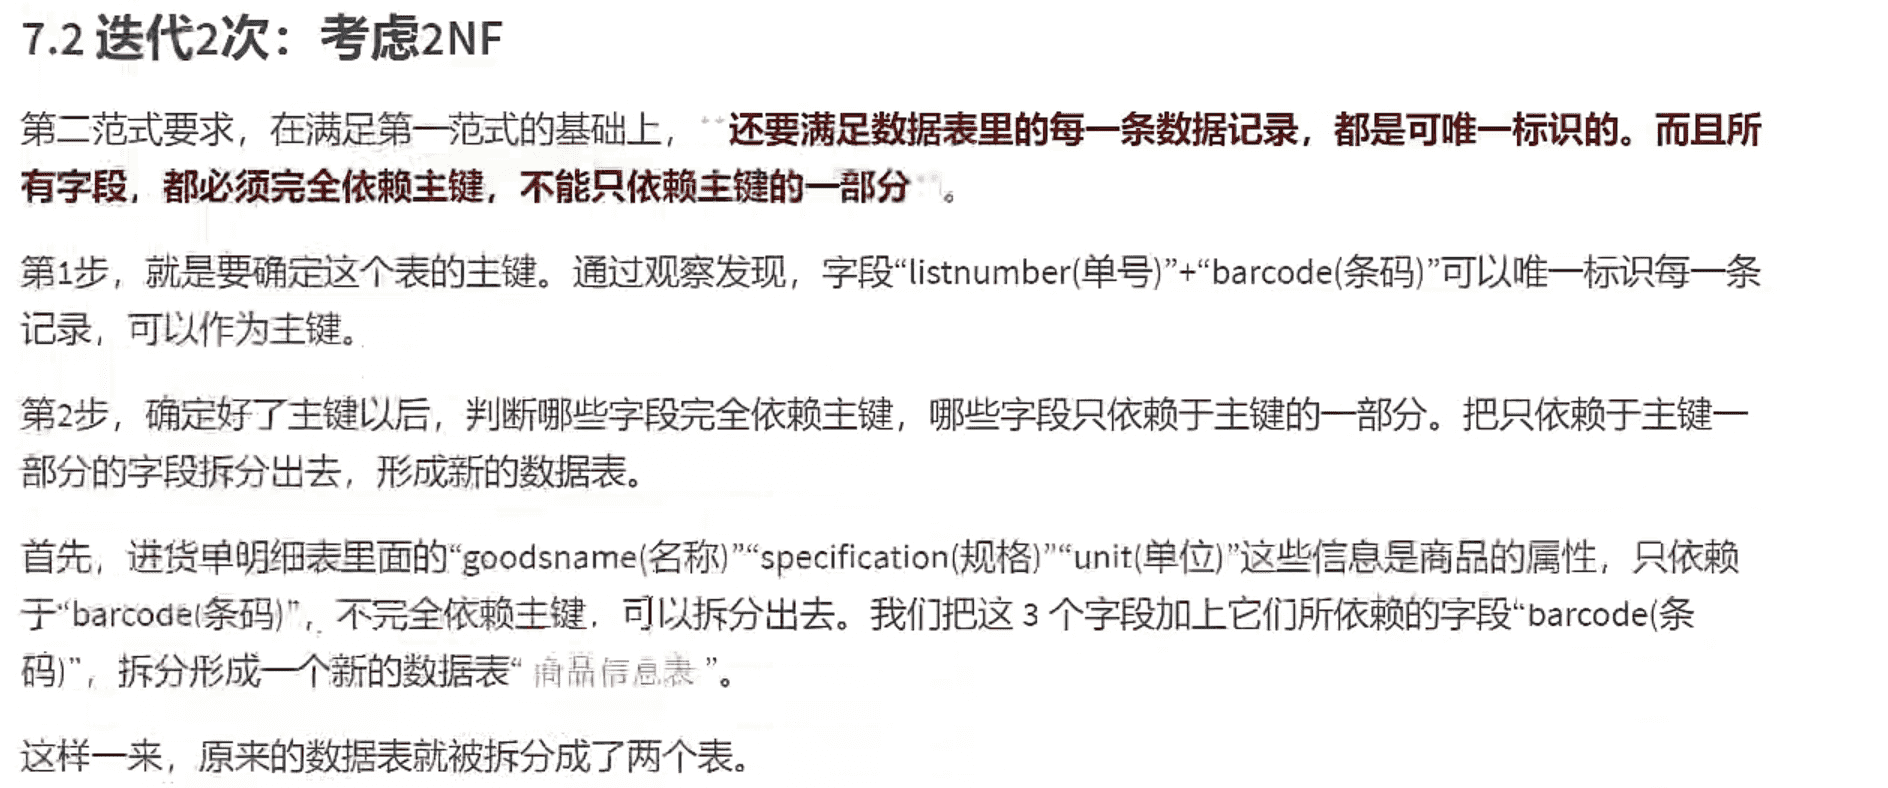 7.2 迭代2次：考虑2NF
第二范式要求，在满足第一范式的基础上，**还要满足数据表里的每一条数据记录，都是可唯一标识的。而且所
有字段，都必须完全依赖主键，不能只依赖主键的一部分**。
第1步，就是要确定这个表的主键。通过观察发现，字段“listnumber(单号)”+“barcode(条码)”可以唯一标识每一条
记录，可以作为主键。
第2步，确定好了主键以后，判断哪些字段完全依赖主键，哪些字段只依赖于主键的一部分。把只依赖于主键一
部分的字段拆分出去，形成新的数据表。
首先，进货单明细表里面的“goodsname(名称)”“specification(规格)”“unit(单位)”这些信息是商品的属性，只依赖
于“barcode(条码)”，不完全依赖主键，可以拆分出去。我们把这 3 个字段加上它们所依赖的字段“barcode(条
码)”，拆分形成一个新的数据表“ 商品信息表 ”。
这样一来，原来的数据表就被拆分成了两个表。